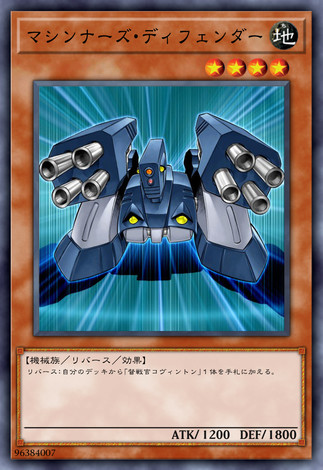 マシンナーズ・ディフェンダー 地
【機械族／リバース／効果】
リバース：自分のデッキから「督戦官コヴィントン」１体を手札に加える。
ATK/1200 DEF/1800
96384007